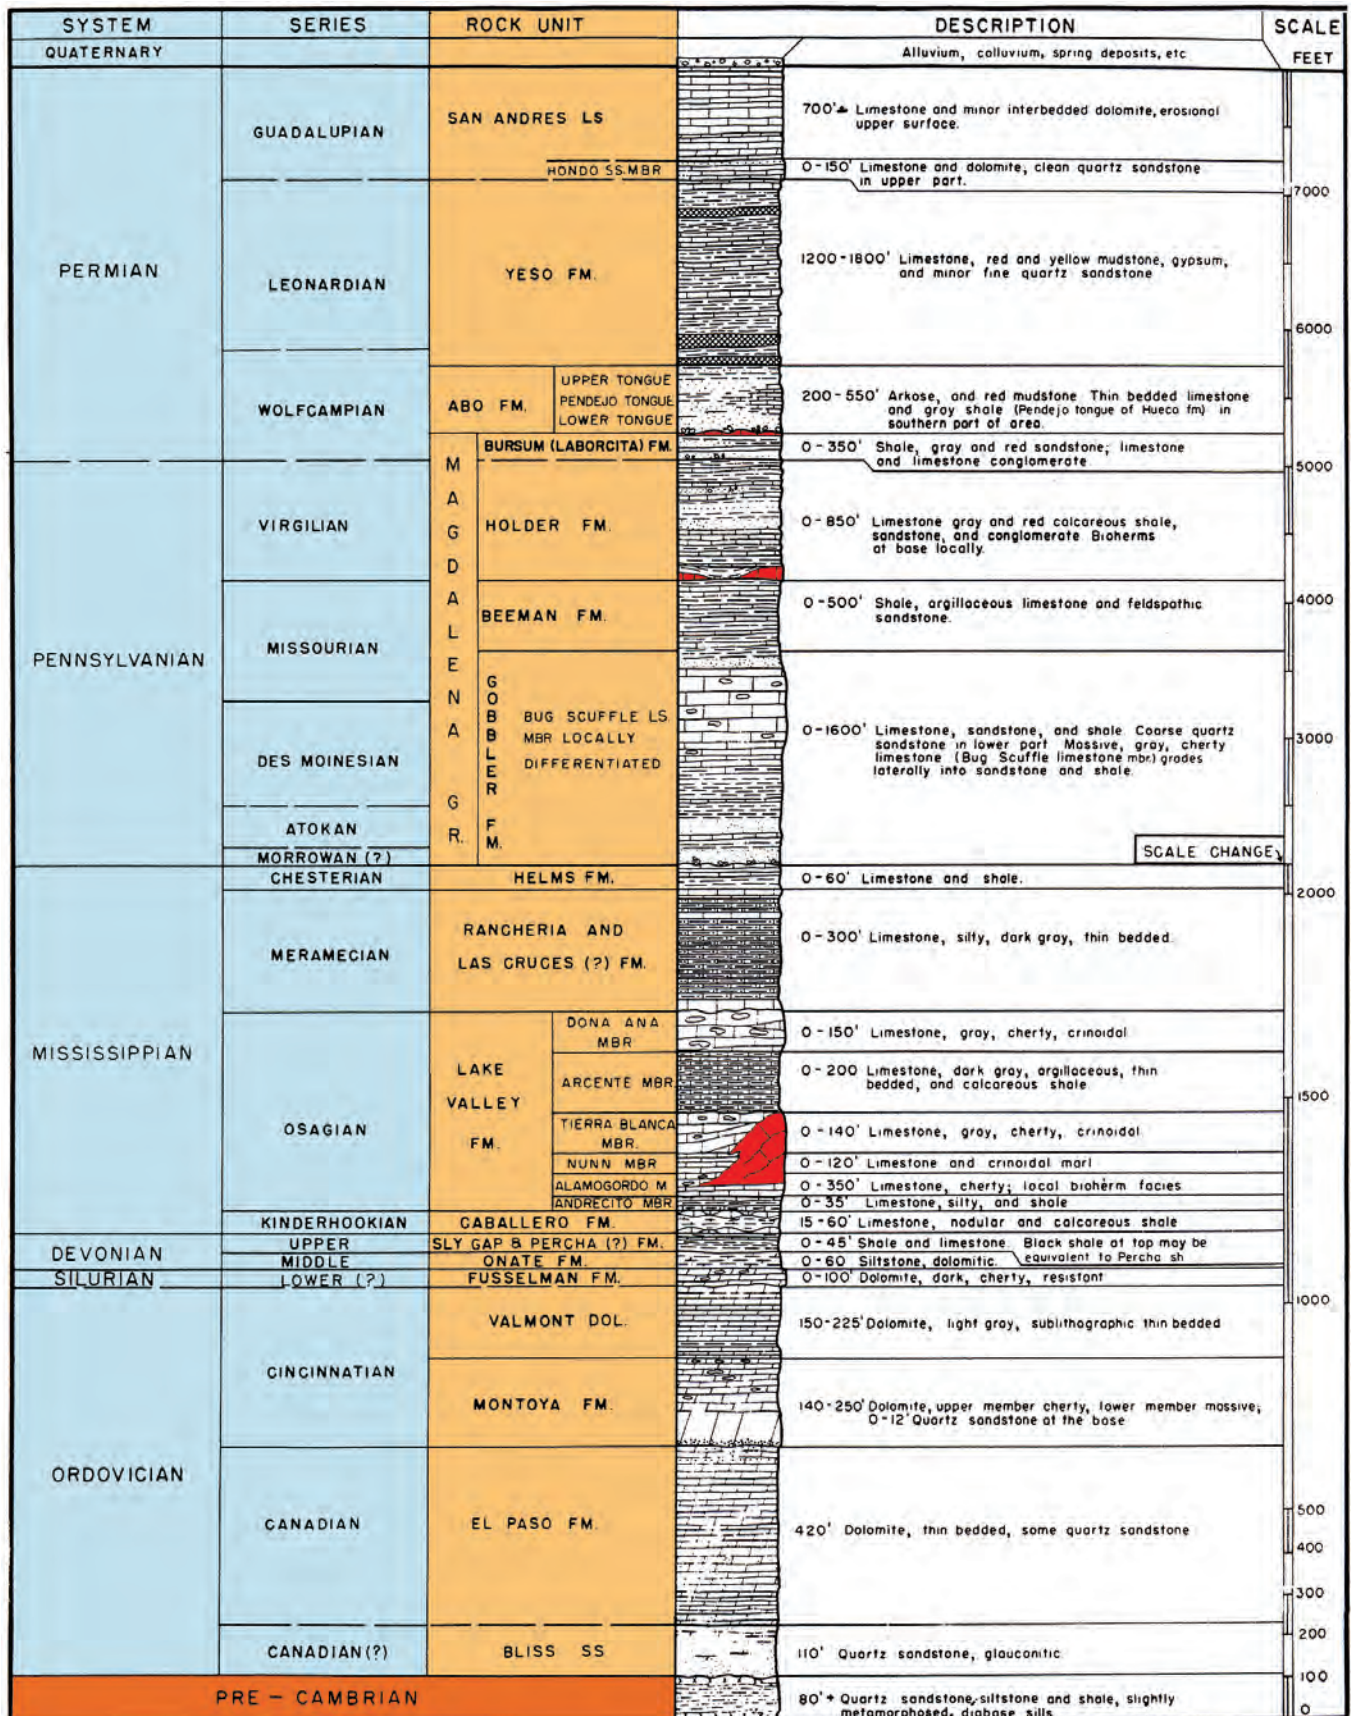 SYSTEM SERIES ROCK UNIT DESCRIPTION SCALE
QUATERNARY Alluvium, colluvium, spring deposits, etc FEET
PERMIAN
GUADALUPIAN
SAN ANDRES LS
700'± Limestone and minor interbedded dolomite, erosional
upper surface.
HONDO SS. MBR
0-150' Limestone and dolomite, clean quartz sandstone
in upper part.
7000
LEONARDIAN
YESO FM.
1200-1800' Limestone, red and yellow mudstone, gypsum,
and minor fine quartz sandstone
6000
WOLFCAMPIAN
ABO FM.
UPPER TONGUE
PENDEJO TONGUE
LOWER TONGUE
200-550' Arkose, and red mudstone Thin bedded limestone
and gray shale (Pendejo tongue of Hueco fm) in
southern part of area.
MAGDALENA GR.
BURSUM (LABORCITA) FM.
0-350' Shale, gray and red sandstone; limestone
and limestone conglomerate
5000
PENNSYLVANIAN
VIRGILIAN
HOLDER FM.
0-850' Limestone gray and red calcareous shale,
sandstone, and conglomerate Bioherms
at base locally.
4000
MISSOURIAN
BEEMAN FM.
0-500' Shale, argillaceous limestone and feldspathic
sandstone.
GOBBLER FM.
BUG SCUFFLE LS
MBR LOCALLY
DIFFERENTIATED
0-1600' Limestone, sandstone, and shale Coarse quartz
sandstone in lower part Massive, gray, cherty
limestone (Bug Scuffle limestone mbr.) grades
laterally into sandstone and shale.
3000
DES MOINESIAN
ATOKAN
MORROWAN (?)
SCALE CHANGE
MISSISSIPPIAN
CHESTERIAN
HELMS FM.
0-60' Limestone and shale.
2000
MERAMECIAN
RANCHERIA AND
LAS CRUCES (?) FM.
0-300' Limestone, silty, dark gray, thin bedded.
OSAGIAN
LAKE
VALLEY
FM.
DONA ANA
MBR
0-150' Limestone, gray, cherty, crinoidal
ARCENTE MBR.
0-200 Limestone, dark gray, argillaceous, thin
bedded, and calcareous shale
1500
TIERRA BLANCA
MBR.
0-140' Limestone, gray, cherty, crinoidal
NUNN MBR
0-120' Limestone and crinoidal marl
ALAMOGORDO M
0-350' Limestone, cherty; local bioherm facies
ANDRECITO MBR
0-35' Limestone, silty, and shale
KINDERHOOKIAN
CABALLERO FM.
15-60' Limestone, nodular and calcareous shale
DEVONIAN
UPPER
SLY GAP & PERCHA (?) FM.
0-45' Shale and limestone. Black shale at top may be
equivalent to Percha sh
MIDDLE
ONATE FM.
0-60 Siltstone, dolomitic.
SILURIAN
LOWER (?)
FUSSELMAN FM.
0-100' Dolomite, dark, cherty, resistant
1000
ORDOVICIAN
CINCINNATIAN
VALMONT DOL.
150-225' Dolomite, light gray, sublithographic thin bedded
MONTOYA FM.
140-250' Dolomite, upper member cherty, lower member massive;
0-12' Quartz sandstone at the base
CANADIAN
EL PASO FM.
420' Dolomite, thin bedded, some quartz sandstone
500
400
300
200
CANADIAN (?)
BLISS SS
110' Quartz sandstone, glauconitic
100
PRE - CAMBRIAN
80'+ Quartz sandstone, siltstone and shale, slightly
metamorphosed, diabase sills
0